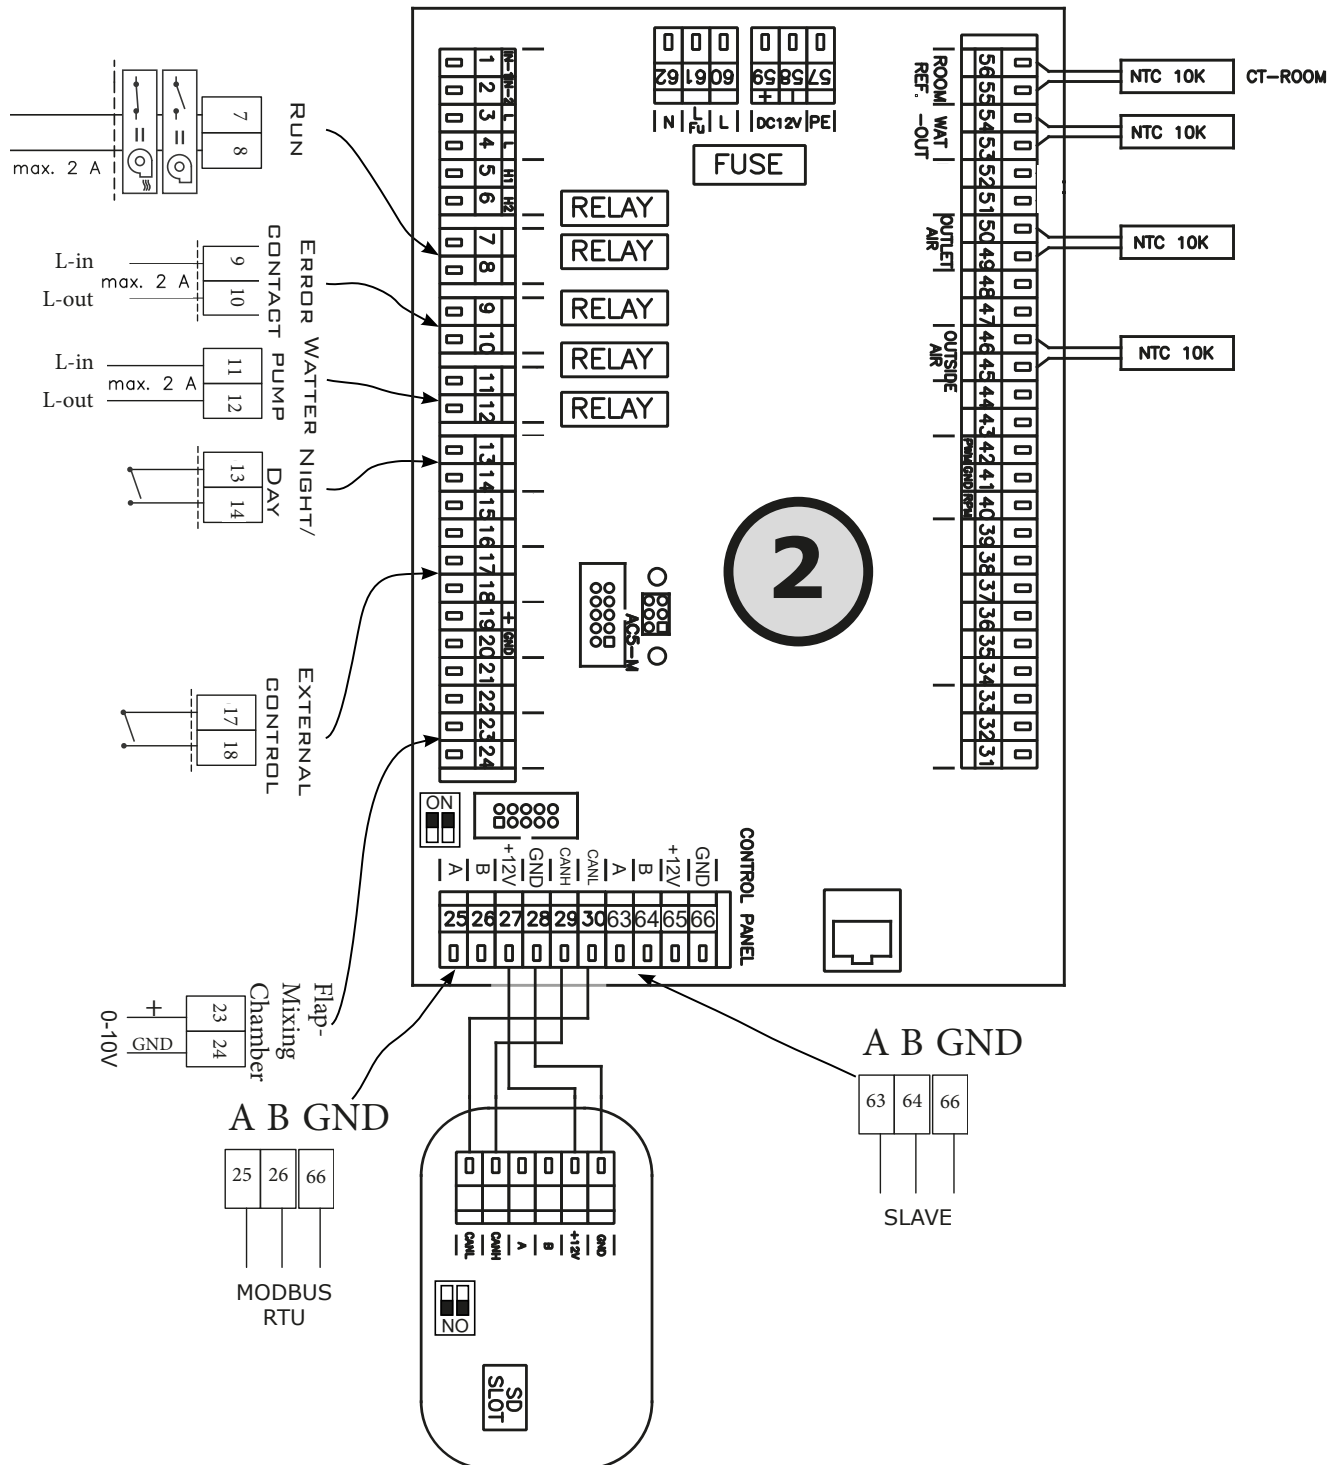 62 61 60 59 58 57
+ −
N
L Fu
L
DC12V
PE
FUSE
1 IN-1
2 IN-2
3 L
4 L
5 H1
6 H2
7
8
9
10
11
12
13
14
15
16
17
18
19 +
20 GND
21
22
23
24
RELAY
RELAY
RELAY
RELAY
RELAY
56
55
54
53
52
51
50
49
48
47
46
45
44
43
42 PWM
41 GND
40 RPM
39
38
37
36
35
34
33
32
31
ROOM
REF.
WAT
-OUT
OUTLET
AIR
OUTSIDE
AIR
NTC 10K CT-ROOM
NTC 10K
NTC 10K
NTC 10K
RUN
7
8
max. 2 A
ERROR
CONTACT
L-in
max. 2 A
L-out
9
10
WATTER
PUMP
L-in
max. 2 A
L-out
11
12
NIGHT/
DAY
13
14
EXTERNAL
CONTROL
17
18
Flap-
Mixing
Chamber
23
24
+
GND
0-10V
2
AC5-M
ON
A B +12V GND CANH CANL A B +12V GND
CONTROL PANEL
25 26 27 28 29 30 63 64 65 66
A B GND
25 26 66
MODBUS
RTU
A B GND
63 64 66
SLAVE
CANL CANH A B +12V GND
ON
SD
SLOT